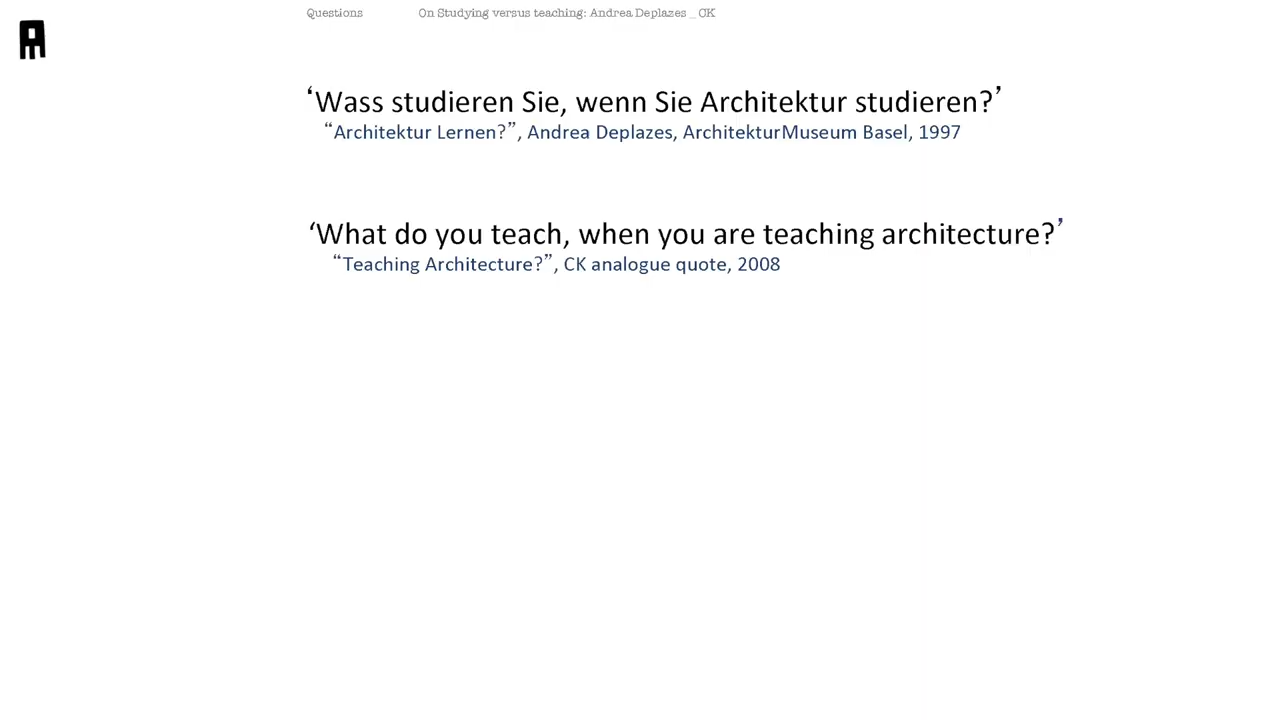 Questions On Studying versus teaching: Andrea Deplazes _ CK
‘Wass studieren Sie, wenn Sie Architektur studieren?’
“Architektur Lernen?”, Andrea Deplazes, ArchitekturMuseum Basel, 1997
‘What do you teach, when you are teaching architecture?’
“Teaching Architecture?”, CK analogue quote, 2008